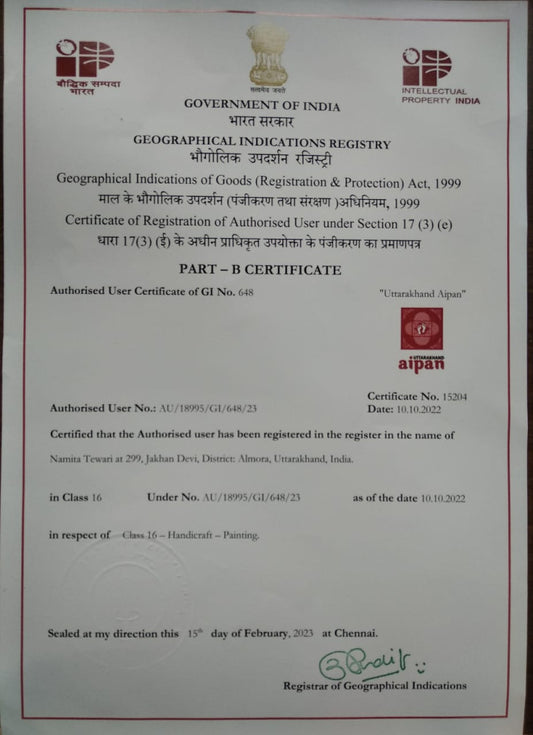 बौद्धिक सम्पदा
भारत
सत्यमेव जयते
INTELLECTUAL
PROPERTY INDIA
GOVERNMENT OF INDIA
भारत सरकार
GEOGRAPHICAL INDICATIONS REGISTRY
भौगोलिक उपदर्शन रजिस्ट्री
Geographical Indications of Goods (Registration & Protection) Act, 1999
माल के भौगोलिक उपदर्शन (पंजीकरण तथा संरक्षण )अधिनियम, 1999
Certificate of Registration of Authorised User under Section 17 (3) (e)
धारा 17(3) (ई) के अधीन प्राधिकृत उपयोक्ता के पंजीकरण का प्रमाणपत्र
PART – B CERTIFICATE
Authorised User Certificate of GI No. 648 "Uttarakhand Aipan"
UTTARAKHAND
aipan
Certificate No. 15204
Authorised User No.: AU/18995/GI/648/23 Date: 10.10.2022
Certified that the Authorised user has been registered in the register in the name of
Namita Tewari at 299, Jakhan Devi, District: Almora, Uttarakhand, India.
in Class 16 Under No. AU/18995/GI/648/23 as of the date 10.10.2022
in respect of Class 16 – Handicraft – Painting.
Sealed at my direction this 15th day of February, 2023 at Chennai.
Registrar of Geographical Indications